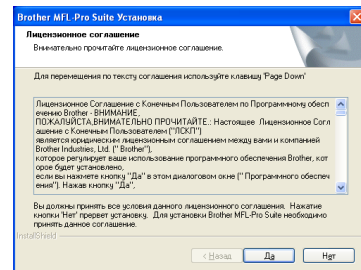 Brother MFL-Pro Suite Установка
Лицензионное соглашение
Внимательно прочитайте лицензионное соглашение.
Для перемещения по тексту соглашения используйте клавишу 'Page Down'
Лицензионное Соглашение с Конечным Пользователем по Программному обесп
ечению Brother - ВНИМАНИЕ,
ПОЖАЛУЙСТА,ВНИМАТЕЛЬНО ПРОЧИТАЙТЕ.: Настоящее Лицензионное Согл
ашение с Конечным Пользователем ("ЛСКП")
является юридическим лицензионным соглашением между вами и компанией
Brother Industries, Ltd. (" Brother"),
которое регулирует ваше использование программного обеспечения Brother, кот
орое будет установлено,
если вы нажмете кнопку "Да" в этом диалоговом окне (" Программного обеспеч
ения"). Нажав кнопку "Да",
Вы должны принять все условия данного лицензионного соглашения. Нажатие
кнопки 'Нет' прервет установку. Для установки Brother MFL-Pro Suite необходимо
принять данное соглашение.
InstallShield
< Назад
Да
Нет